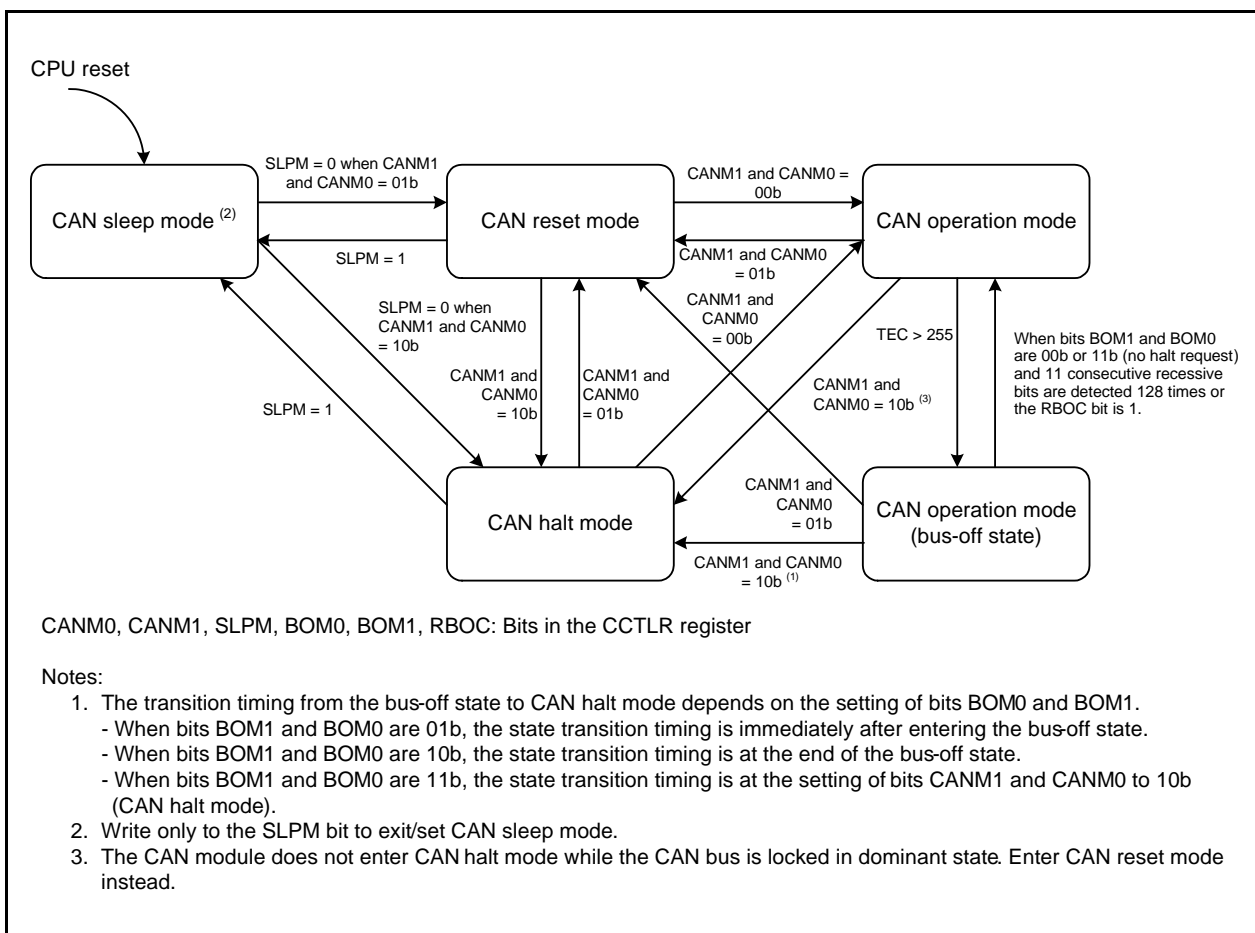 CPU reset
SLPM = 0 when CANM1
and CANM0 = 01b
CANM1 and CANM0 =
00b
CAN sleep mode (2)
CAN reset mode
CAN operation mode
SLPM = 1
CANM1 and CANM0
= 01b
SLPM = 0 when
CANM1 and CANM0
= 10b
CANM1 and
CANM0
= 00b
TEC > 255
When bits BOM1 and BOM0
are 00b or 11b (no halt request)
and 11 consecutive recessive
bits are detected 128 times or
the RBOC bit is 1.
SLPM = 1
CANM1 and
CANM0
= 10b
CANM1 and
CANM0
= 01b
CANM1 and
CANM0 = 10b (3)
CAN halt mode
CANM1 and
CANM0
= 01b
CAN operation mode
(bus-off state)
CANM1 and CANM0
= 10b (1)
CANM0, CANM1, SLPM, BOM0, BOM1, RBOC: Bits in the CCTLR register
Notes:
1. The transition timing from the bus-off state to CAN halt mode depends on the setting of bits BOM0 and BOM1.
- When bits BOM1 and BOM0 are 01b, the state transition timing is immediately after entering the bus-off state.
- When bits BOM1 and BOM0 are 10b, the state transition timing is at the end of the bus-off state.
- When bits BOM1 and BOM0 are 11b, the state transition timing is at the setting of bits CANM1 and CANM0 to 10b
(CAN halt mode).
2. Write only to the SLPM bit to exit/set CAN sleep mode.
3. The CAN module does not enter CAN halt mode while the CAN bus is locked in dominant state. Enter CAN reset mode
instead.